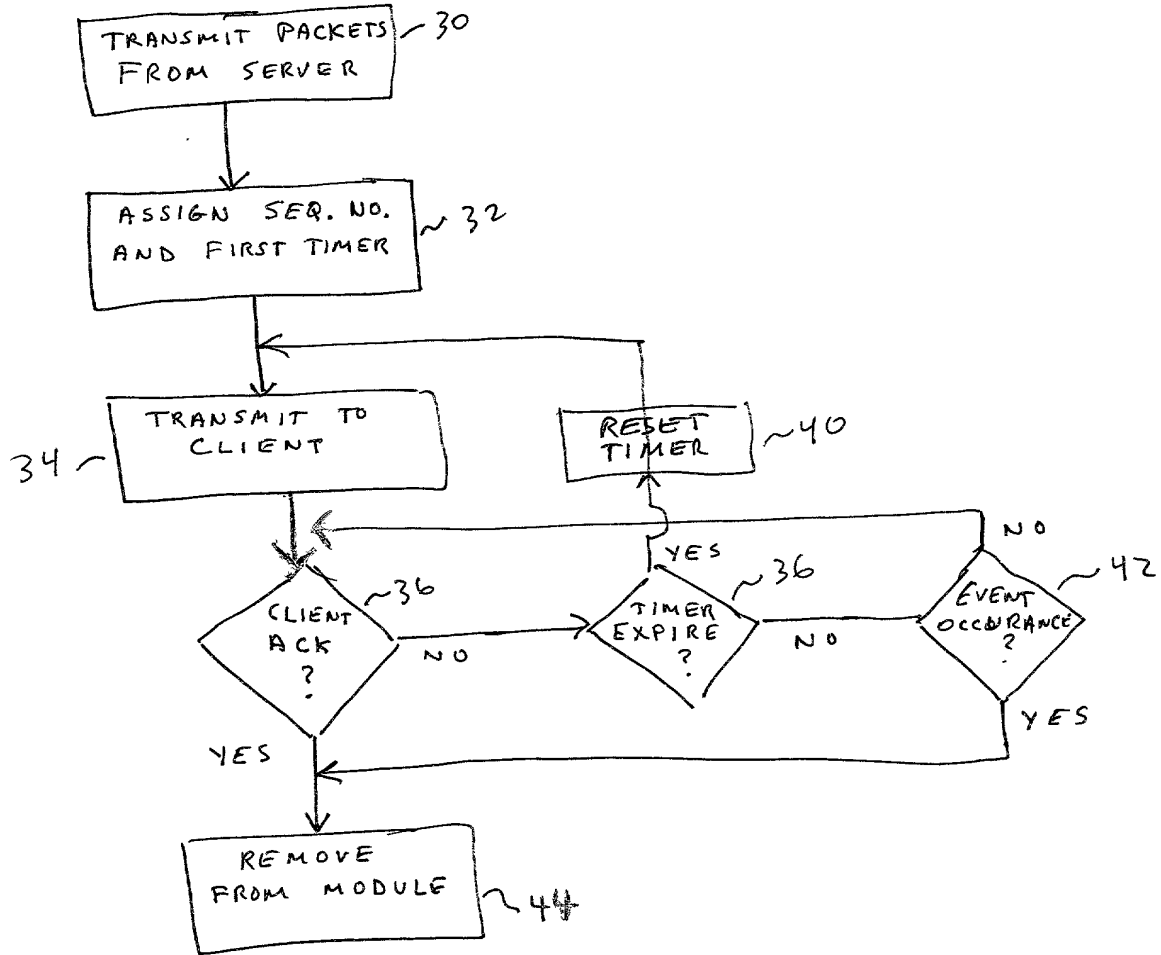 TRANSMIT PACKETS
FROM SERVER
30
ASSIGN SEQ. NO.
AND FIRST TIMER
32
TRANSMIT TO
CLIENT
34
RESET
TIMER
40
NO
CLIENT
ACK
?
36
NO
YES
TIMER
EXPIRE
?
36
NO
EVENT
OCCURANCE
?
42
YES
YES
REMOVE
FROM MODULE
44